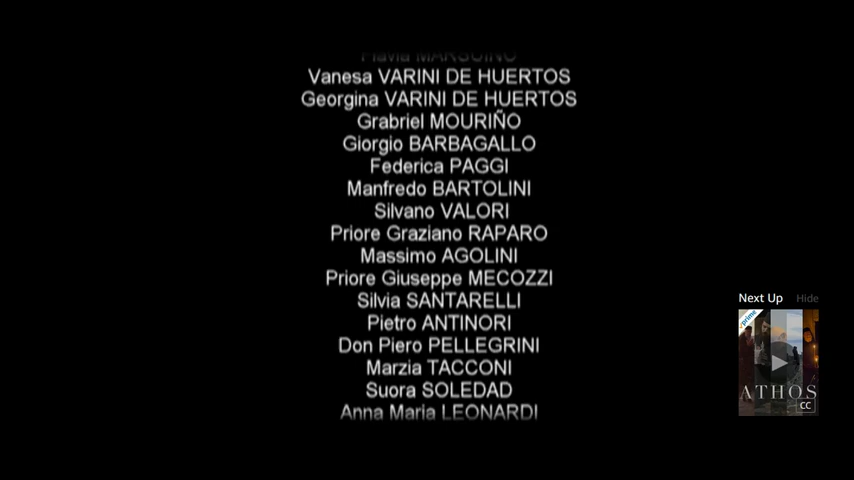 Flavia MARSUINO
Vanesa VARINI DE HUERTOS
Georgina VARINI DE HUERTOS
Grabriel MOURIÑO
Giorgio BARBAGALLO
Federica PAGGI
Manfredo BARTOLINI
Silvano VALORI
Priore Graziano RAPARO
Massimo AGOLINI
Priore Giuseppe MECOZZI
Silvia SANTARELLI
Pietro ANTINORI
Don Piero PELLEGRINI
Marzia TACCONI
Suora SOLEDAD
Anna Maria LEONARDI
Next Up Hide
prime
ATHOS
CC